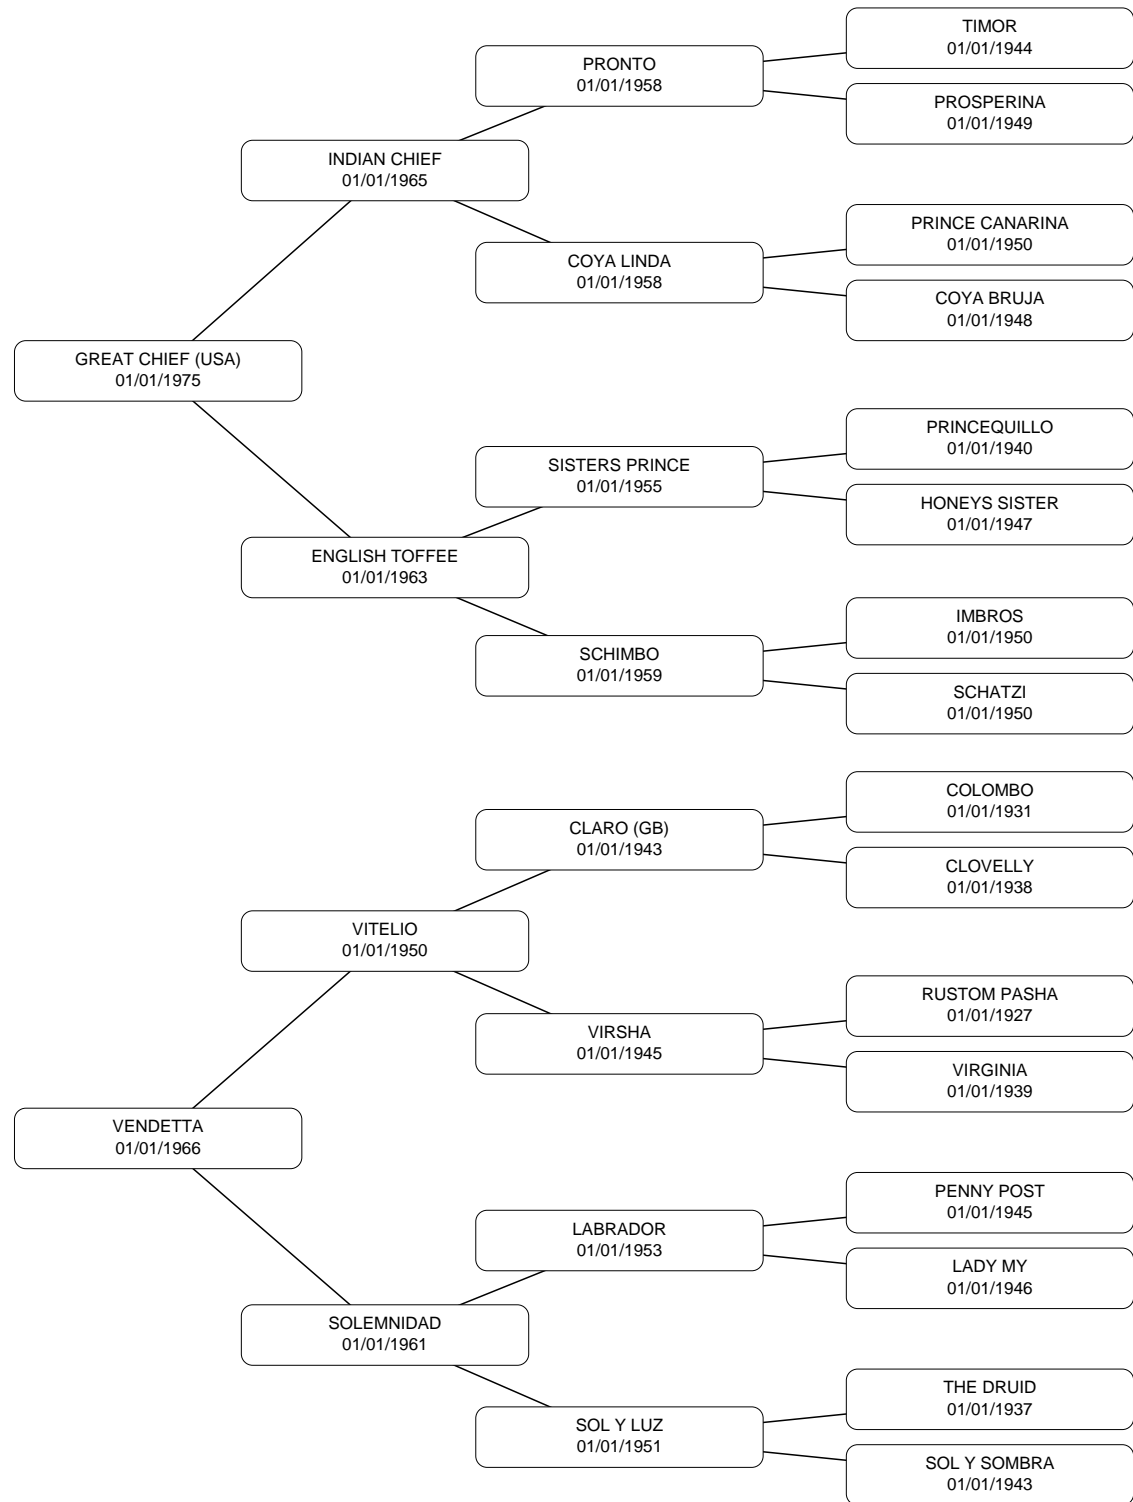 TIMOR
01/01/1944
PRONTO
01/01/1958
PROSPERINA
01/01/1949
INDIAN CHIEF
01/01/1965
PRINCE CANARINA
01/01/1950
COYA LINDA
01/01/1958
COYA BRUJA
01/01/1948
GREAT CHIEF (USA)
01/01/1975
PRINCEQUILLO
01/01/1940
SISTERS PRINCE
01/01/1955
HONEYS SISTER
01/01/1947
ENGLISH TOFFEE
01/01/1963
IMBROS
01/01/1950
SCHIMBO
01/01/1959
SCHATZI
01/01/1950
COLOMBO
01/01/1931
CLARO (GB)
01/01/1943
CLOVELLY
01/01/1938
VITELIO
01/01/1950
RUSTOM PASHA
01/01/1927
VIRSHA
01/01/1945
VIRGINIA
01/01/1939
VENDETTA
01/01/1966
PENNY POST
01/01/1945
LABRADOR
01/01/1953
LADY MY
01/01/1946
SOLEMNIDAD
01/01/1961
THE DRUID
01/01/1937
SOL Y LUZ
01/01/1951
SOL Y SOMBRA
01/01/1943